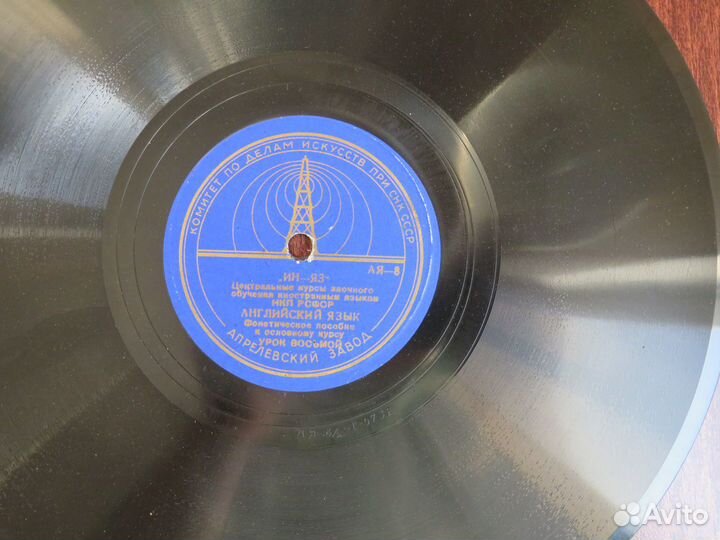 КОМИТЕТ ПО ДЕЛАМ ИСКУССТВ ПРИ СНК СССР
АЯ—8
„ИН—ЯЗ“
Центральные курсы заочного
обучения иностранным языкам
НКП РСФСР
АНГЛИЙСКИЙ ЯЗЫК
Фонетическое пособие
к основному курсу
УРОК ВОСЬМОЙ
АПРЕЛЕВСКИЙ ЗАВОД
Avito